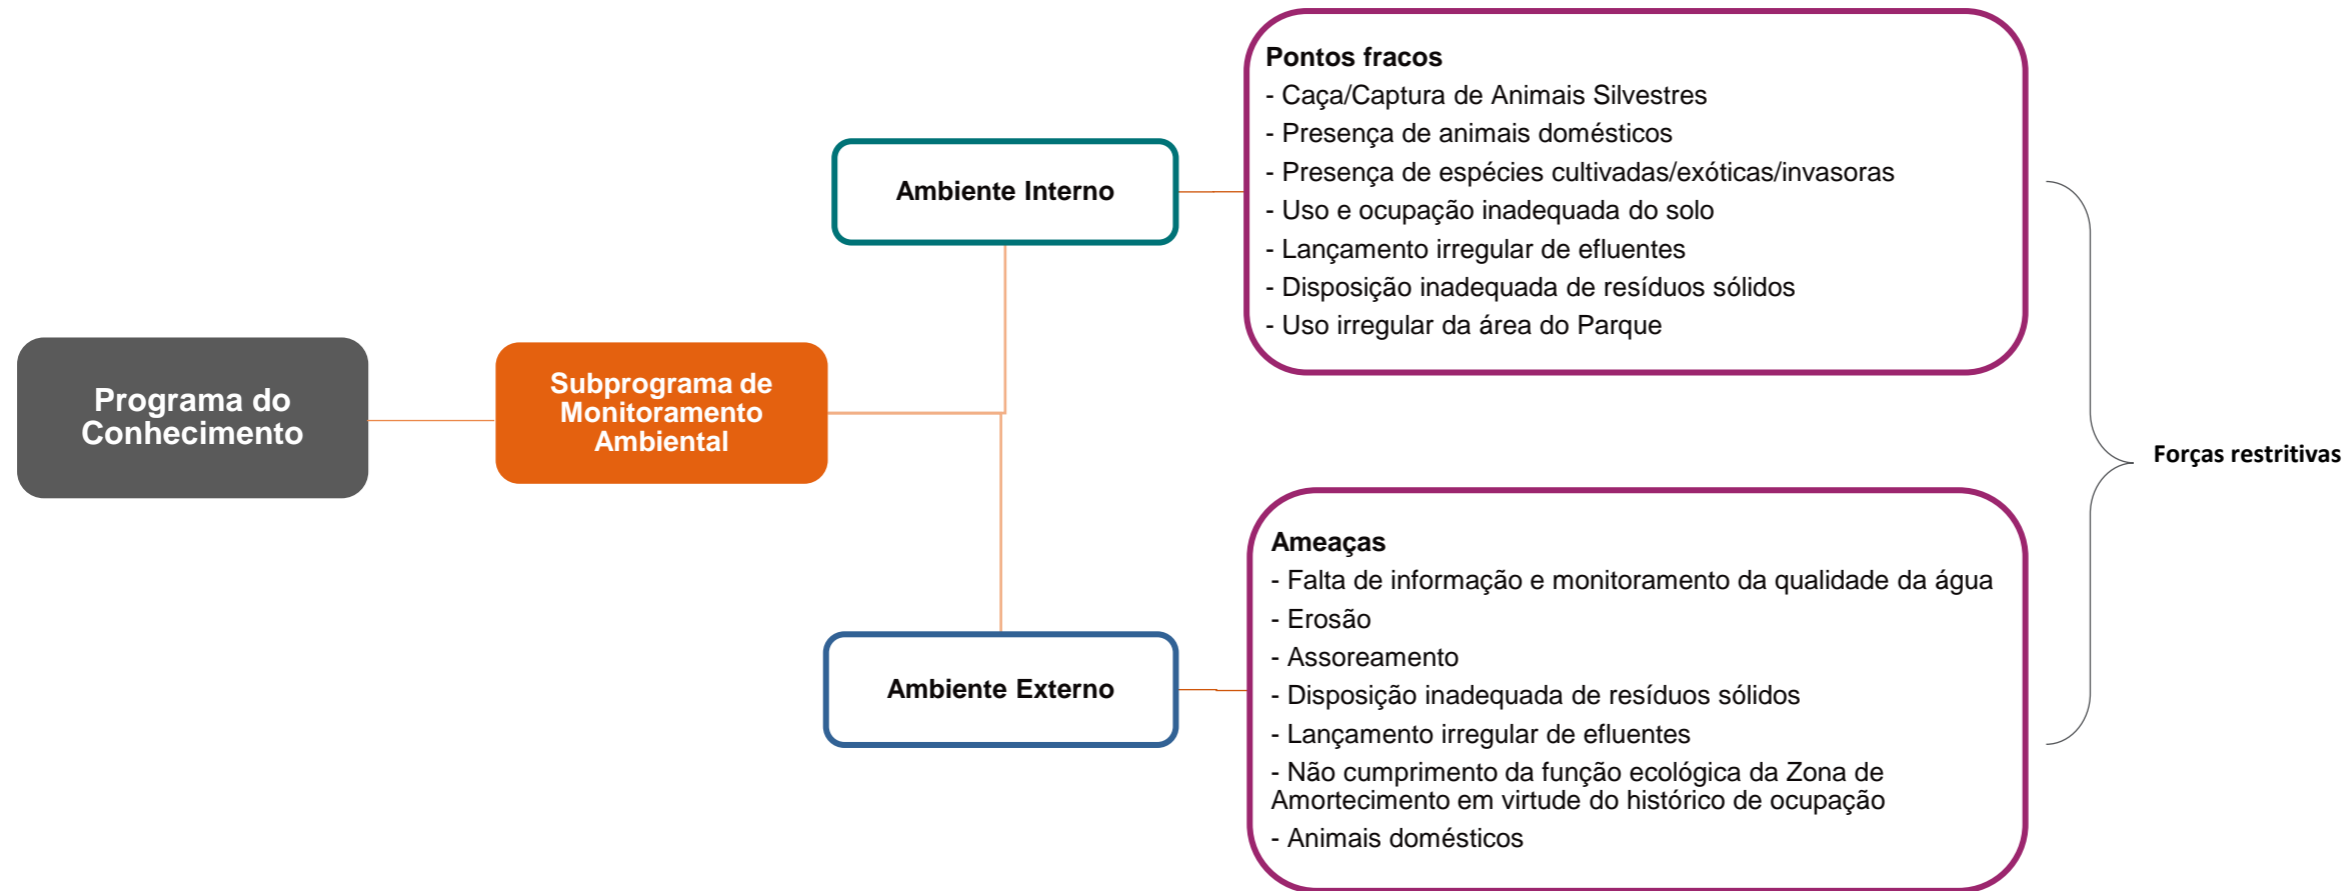 Programa do
Conhecimento
Subprograma de
Monitoramento
Ambiental
Ambiente Interno
Pontos fracos
- Caça/Captura de Animais Silvestres
- Presença de animais domésticos
- Presença de espécies cultivadas/exóticas/invasoras
- Uso e ocupação inadequada do solo
- Lançamento irregular de efluentes
- Disposição inadequada de resíduos sólidos
- Uso irregular da área do Parque
Ambiente Externo
Ameaças
- Falta de informação e monitoramento da qualidade da água
- Erosão
- Assoreamento
- Disposição inadequada de resíduos sólidos
- Lançamento irregular de efluentes
- Não cumprimento da função ecológica da Zona de
Amortecimento em virtude do histórico de ocupação
- Animais domésticos
Forças restritivas